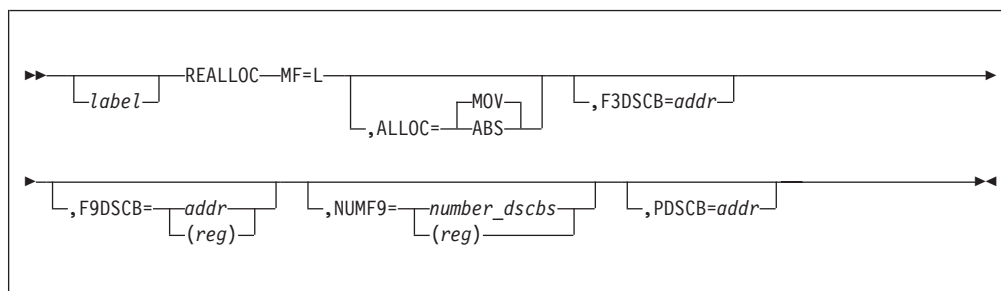 MOV
REALLOC MF=L
label ,ALLOC= ABS ,F3DSCB=addr
,F9DSCB= addr ,NUMF9= number_dscbs ,PDSCB=addr
(reg) (reg)